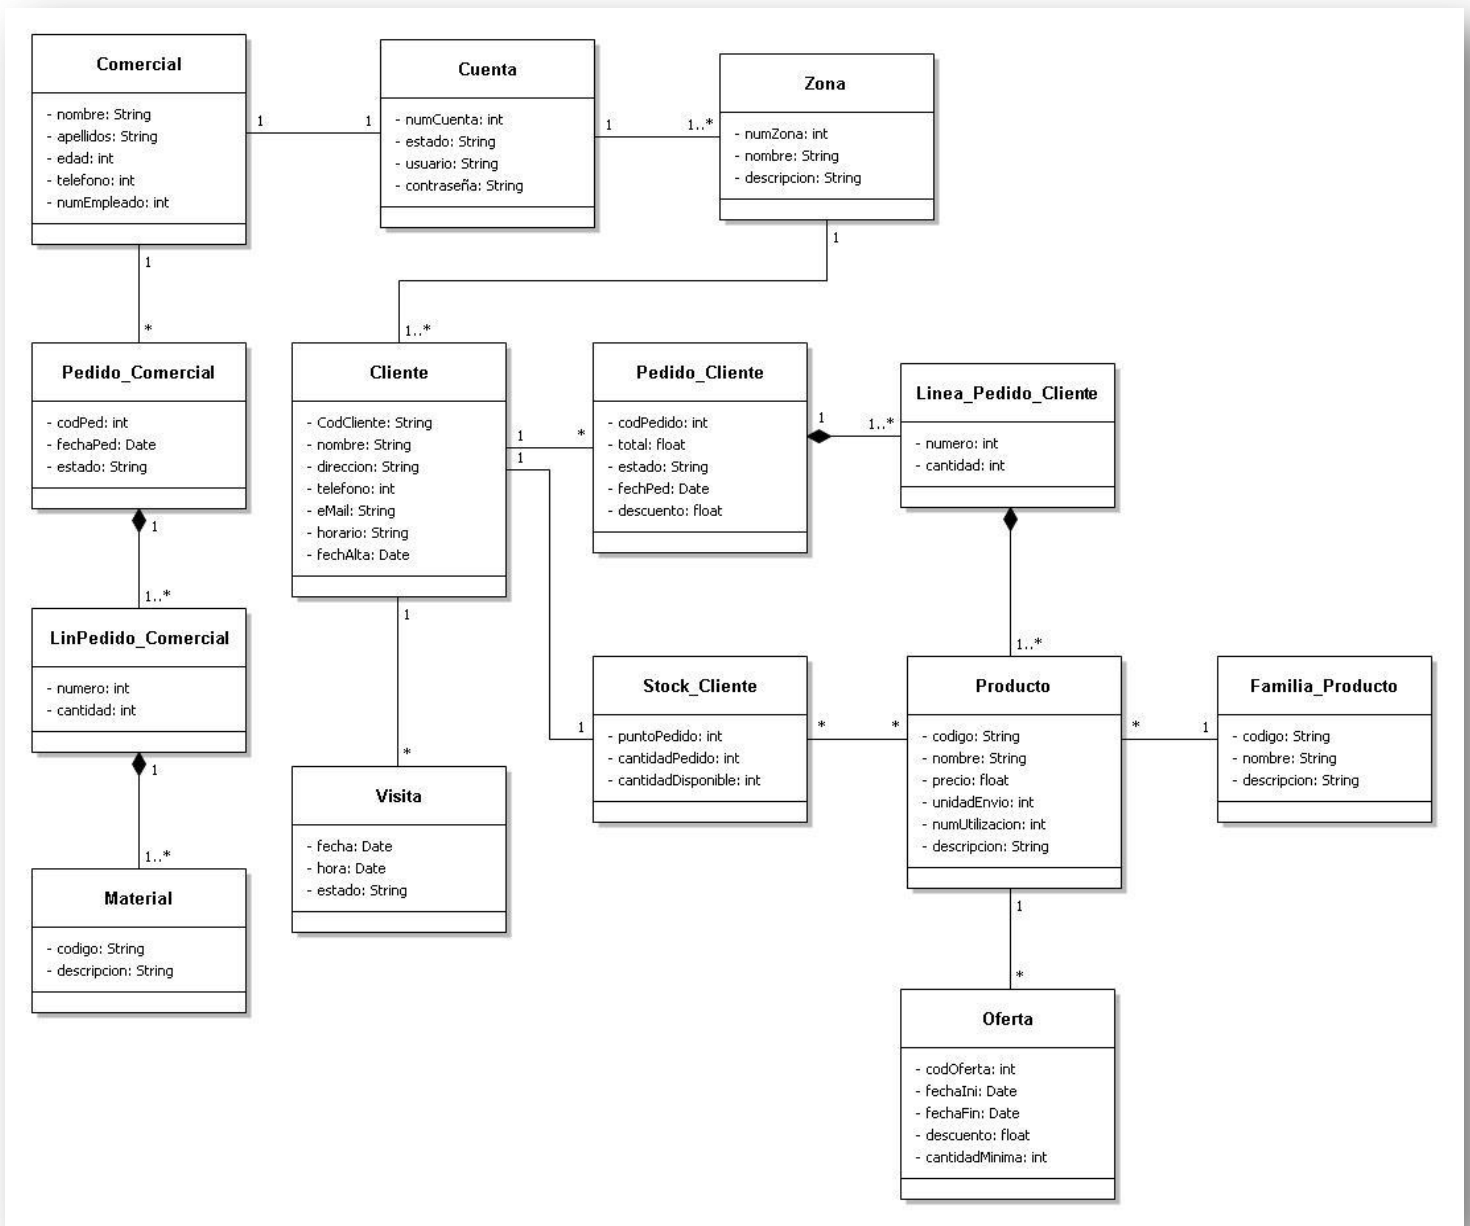 Comercial
- nombre: String
- apellidos: String
- edad: int
- telefono: int
- numEmpleado: int
1
1
Cuenta
- numCuenta: int
- estado: String
- usuario: String
- contraseña: String
1
1..*
Zona
- numZona: int
- nombre: String
- descripcion: String
1
1..*
1
*
Pedido_Comercial
- codPed: int
- fechaPed: Date
- estado: String
1
1..*
LinPedido_Comercial
- numero: int
- cantidad: int
1
1..*
Material
- codigo: String
- descripcion: String
Cliente
- CodCliente: String
- nombre: String
- direccion: String
- telefono: int
- eMail: String
- horario: String
- fechAlta: Date
1
*
1
1
1
*
Visita
- fecha: Date
- hora: Date
- estado: String
Pedido_Cliente
- codPedido: int
- total: float
- estado: String
- fechPed: Date
- descuento: float
1
1..*
Linea_Pedido_Cliente
- numero: int
- cantidad: int
1..*
Stock_Cliente
- puntoPedido: int
- cantidadPedido: int
- cantidadDisponible: int
*
*
Producto
- codigo: String
- nombre: String
- precio: float
- unidadEnvio: int
- numUtilizacion: int
- descripcion: String
*
1
Familia_Producto
- codigo: String
- nombre: String
- descripcion: String
1
*
Oferta
- codOferta: int
- fechaIni: Date
- fechaFin: Date
- descuento: float
- cantidadMinima: int